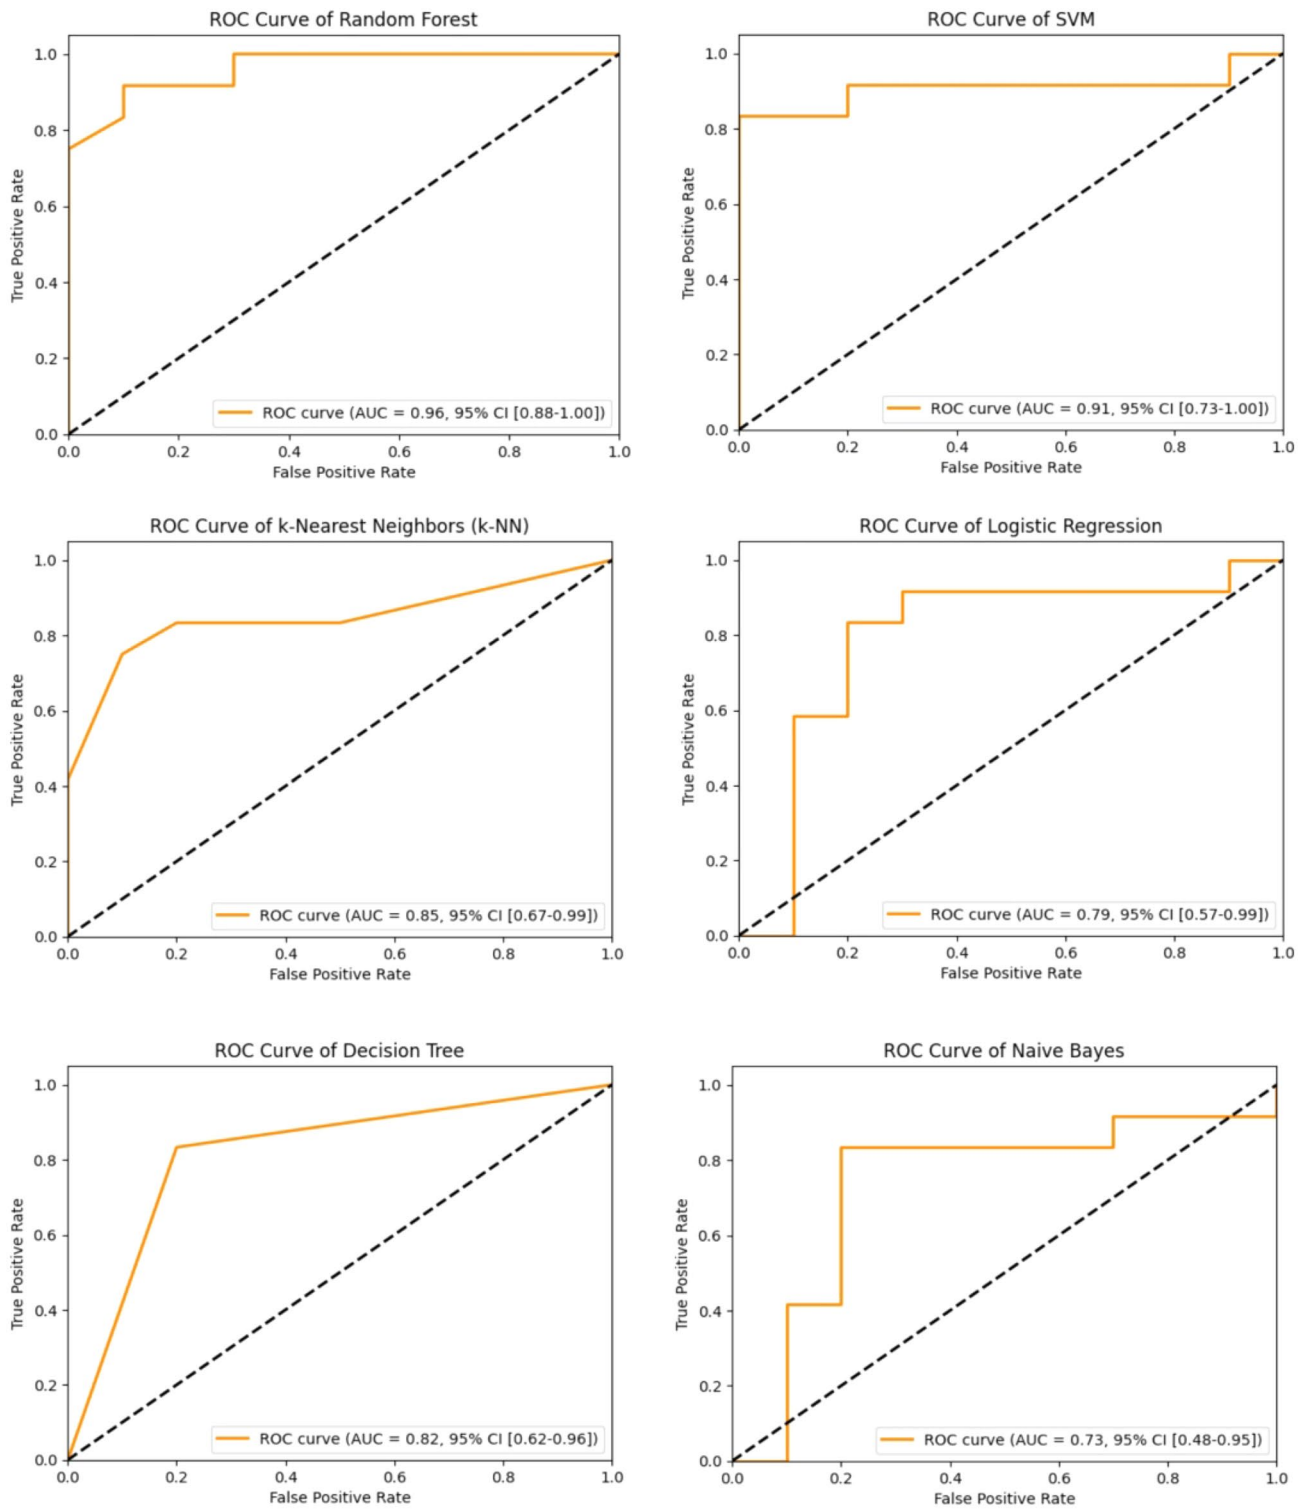 ROC Curve of Random Forest
True Positive Rate
1.0
0.8
0.6
0.4
0.2
0.0
ROC curve (AUC = 0.96, 95% CI [0.88-1.00])
0.0 0.2 0.4 0.6 0.8 1.0
False Positive Rate
ROC Curve of SVM
True Positive Rate
1.0
0.8
0.6
0.4
0.2
0.0
ROC curve (AUC = 0.91, 95% CI [0.73-1.00])
0.0 0.2 0.4 0.6 0.8 1.0
False Positive Rate
ROC Curve of k-Nearest Neighbors (k-NN)
True Positive Rate
1.0
0.8
0.6
0.4
0.2
0.0
ROC curve (AUC = 0.85, 95% CI [0.67-0.99])
0.0 0.2 0.4 0.6 0.8 1.0
False Positive Rate
ROC Curve of Logistic Regression
True Positive Rate
1.0
0.8
0.6
0.4
0.2
0.0
ROC curve (AUC = 0.79, 95% CI [0.57-0.99])
0.0 0.2 0.4 0.6 0.8 1.0
False Positive Rate
ROC Curve of Decision Tree
True Positive Rate
1.0
0.8
0.6
0.4
0.2
0.0
ROC curve (AUC = 0.82, 95% CI [0.62-0.96])
0.0 0.2 0.4 0.6 0.8 1.0
False Positive Rate
ROC Curve of Naive Bayes
True Positive Rate
1.0
0.8
0.6
0.4
0.2
0.0
ROC curve (AUC = 0.73, 95% CI [0.48-0.95])
0.0 0.2 0.4 0.6 0.8 1.0
False Positive Rate